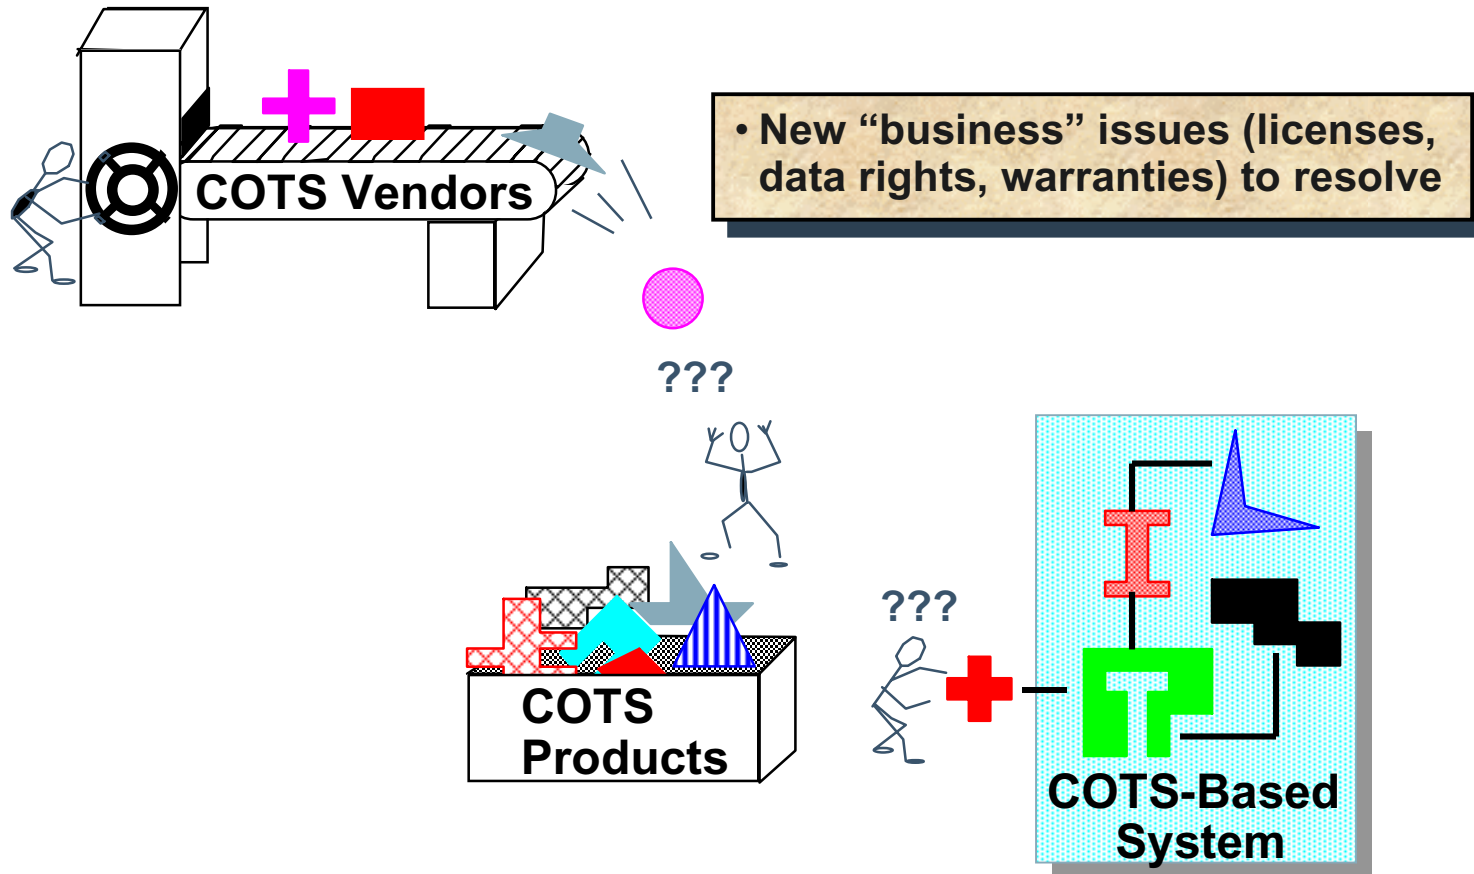 COTS Vendors
• New “business” issues (licenses,
data rights, warranties) to resolve
???
???
COTS
Products
COTS-Based
System